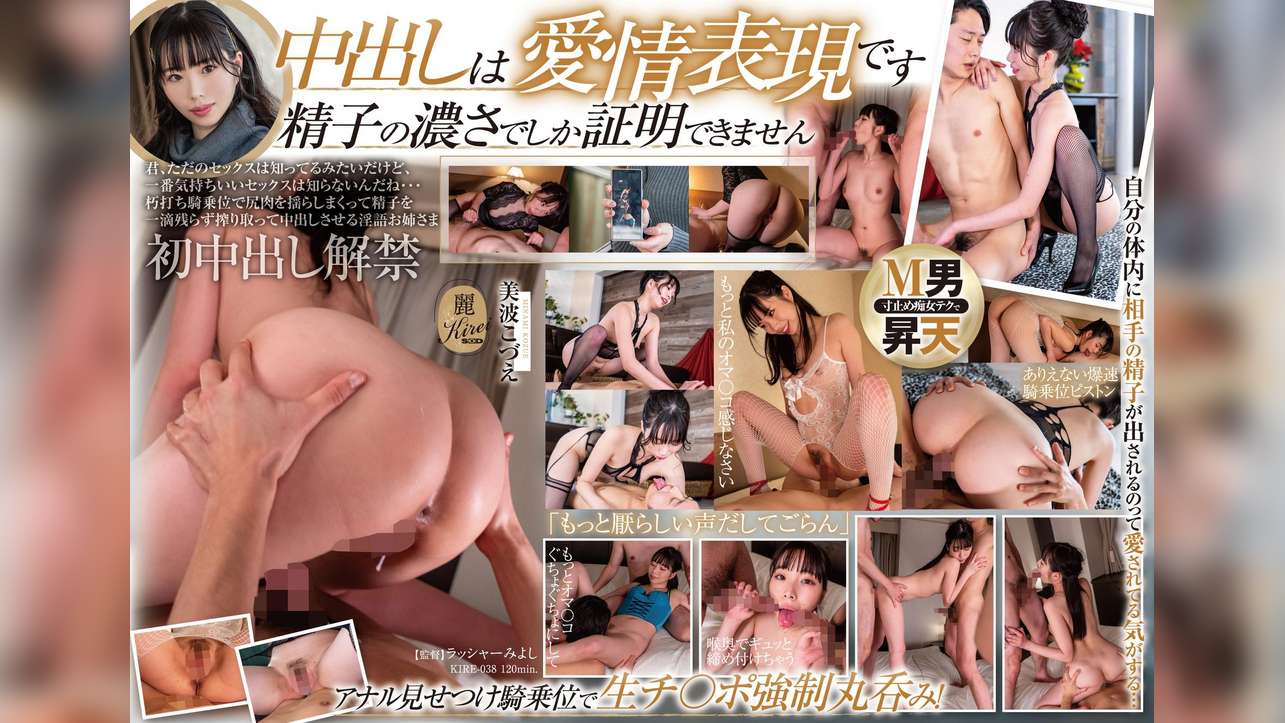 中出しは愛情表現です
精子の濃さでしか証明できません
君、ただのセックスは知ってるみたいだけど、
一番気持ちいいセックスは知らないんだね…
杭打ち騎乗位で尻肉を揺らしまくって精子を
一滴残らず搾り取って中出しさせる淫語お姉さま
初中出し解禁
麗
Kirei
SOD
美波こづえ
MINAMI KOZUE
もっと私のオマ〇コ感じなさい
M男
寸止め痴女テクで
昇天
ありえない爆速
騎乗位ピストン
自分の体内に相手の精子が出されるのって愛されてる気がする…
「もっと厭らしい声だしてごらん」
もっとオマ〇コ
ぐちょぐちょにして
喉奥でギュッと
締め付けちゃう
【監督】ラッシャーみよし
KIRE-038 120min.
アナル見せつけ騎乗位で生チ〇ポ強制丸呑み!